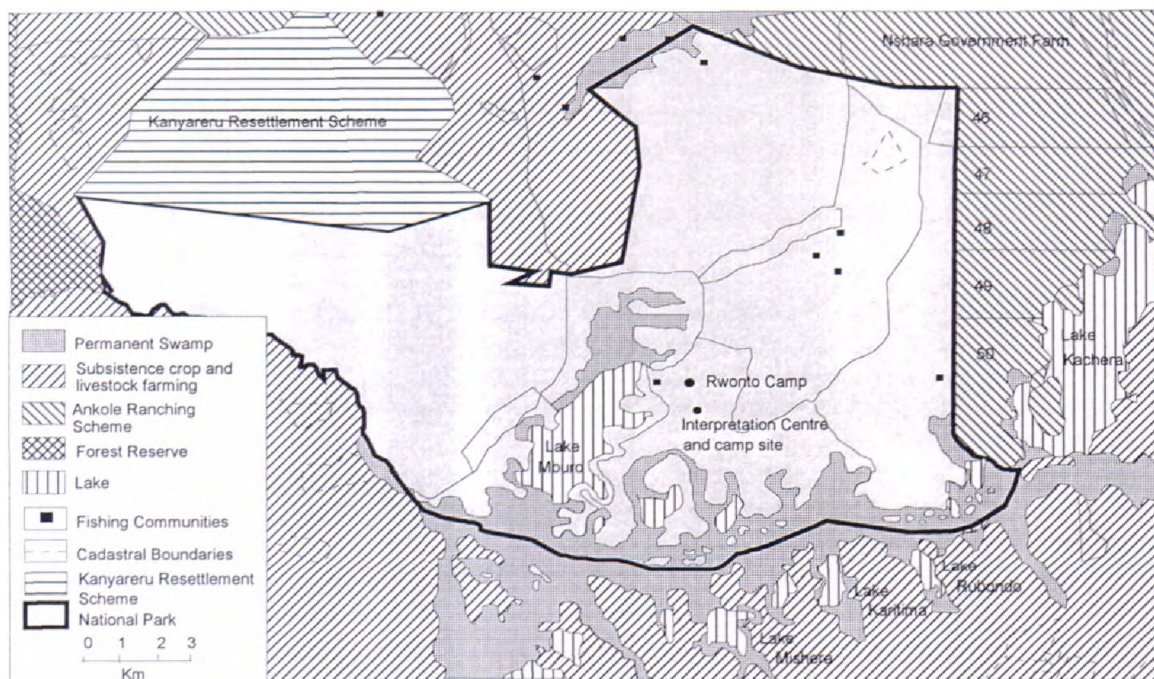 Nshara Government Farm
Kanyareru Resettlement Scheme
46
47
48
49
50
Lake
Kachera
Rwonto Camp
Interpretation Centre
and camp site
Lake
Mburo
Lake
Rubondo
Lake
Karitima
Lake
Mishera
Permanent Swamp
Subsistence crop and
livestock farming
Ankole Ranching
Scheme
Forest Reserve
Lake
Fishing Communities
Cadastral Boundaries
Kanyareru Resettlement
Scheme
National Park
0 1 2 3
Km